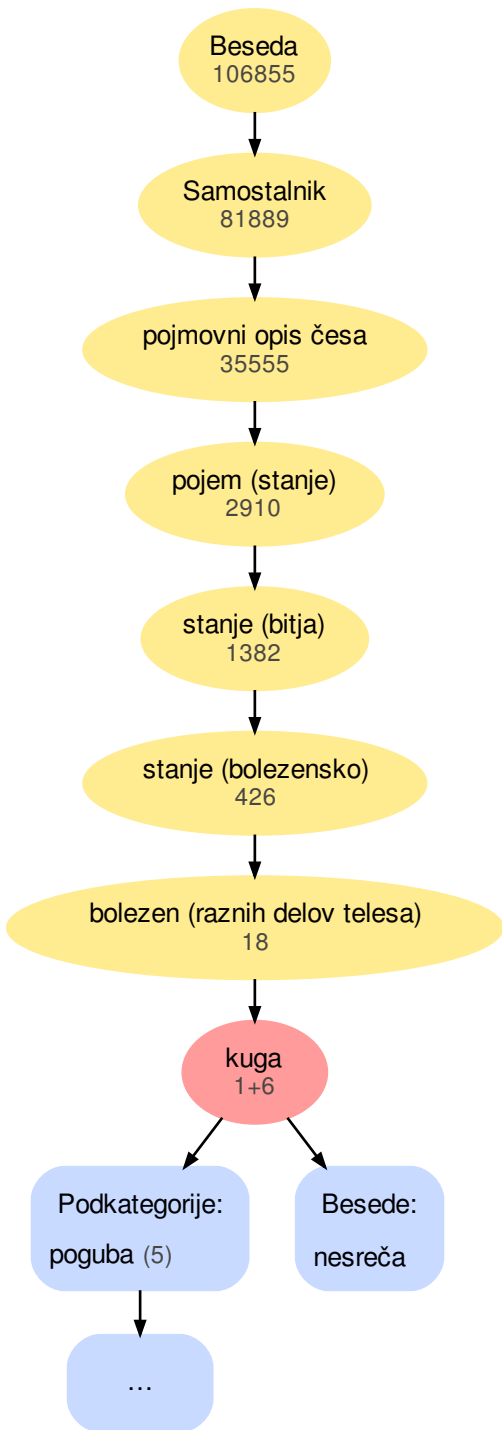 Beseda
106855
Samostalnik
81889
pojmovni opis česa
35555
pojem (stanje)
2910
stanje (bitja)
1382
stanje (bolezensko)
426
bolezen (raznih delov telesa)
18
kuga
1+6
Podkategorije:
poguba (5)
Besede:
nesreča
…